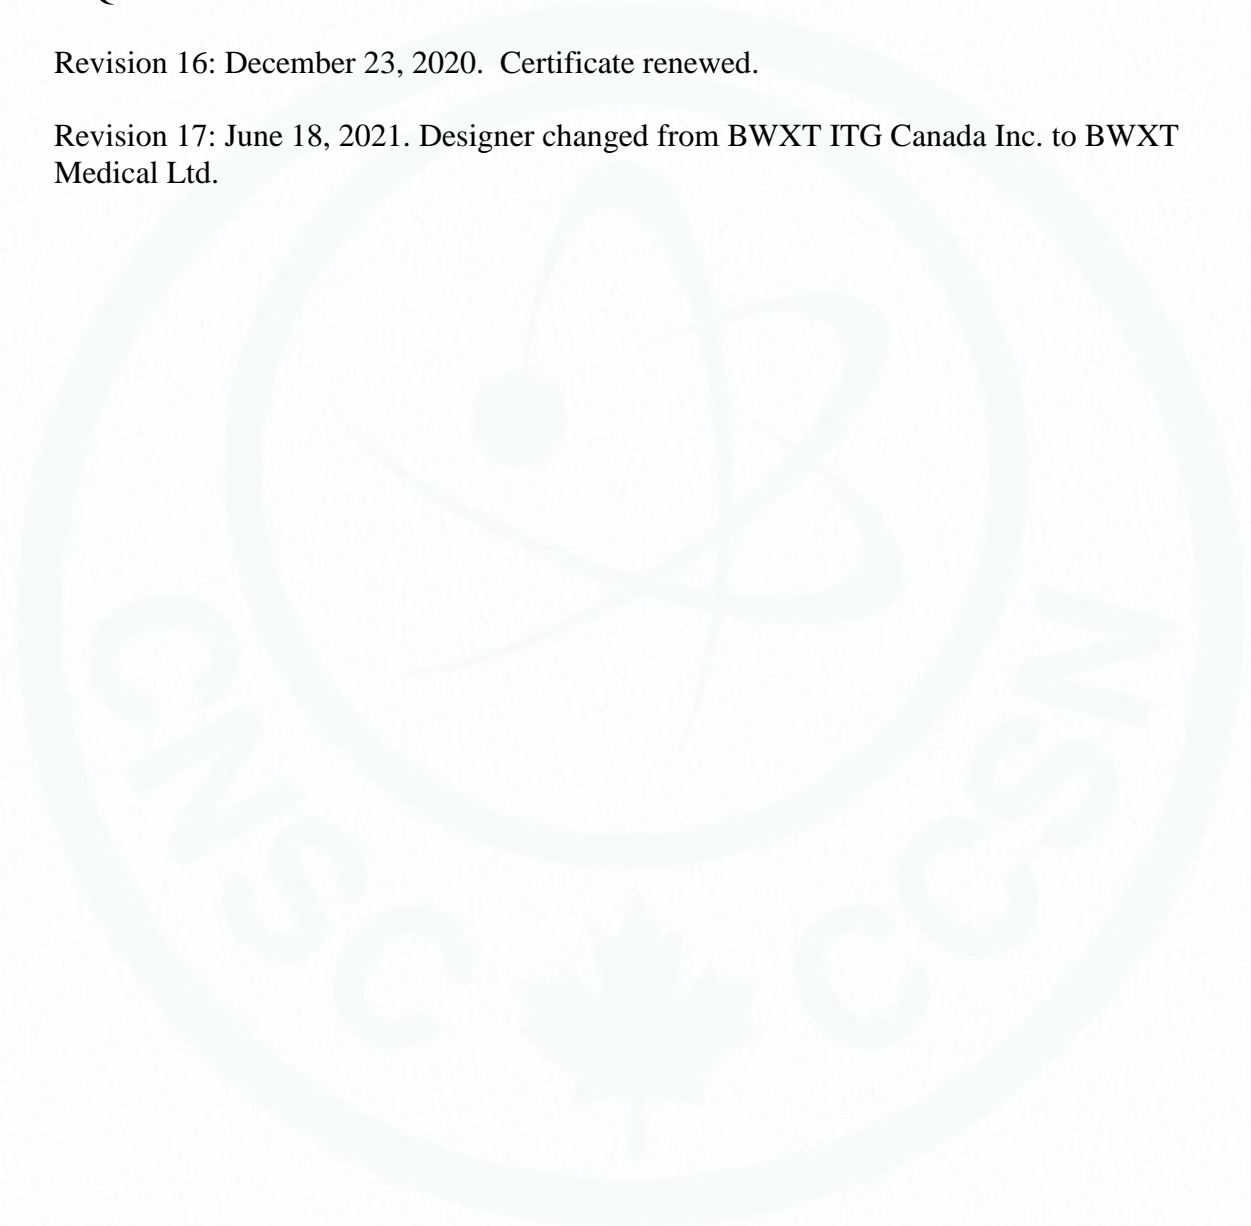 Revision 16: December 23, 2020.  Certificate renewed.
Revision 17: June 18, 2021. Designer changed from BWXT ITG Canada Inc. to BWXT
Medical Ltd.
CNSC
CCSN